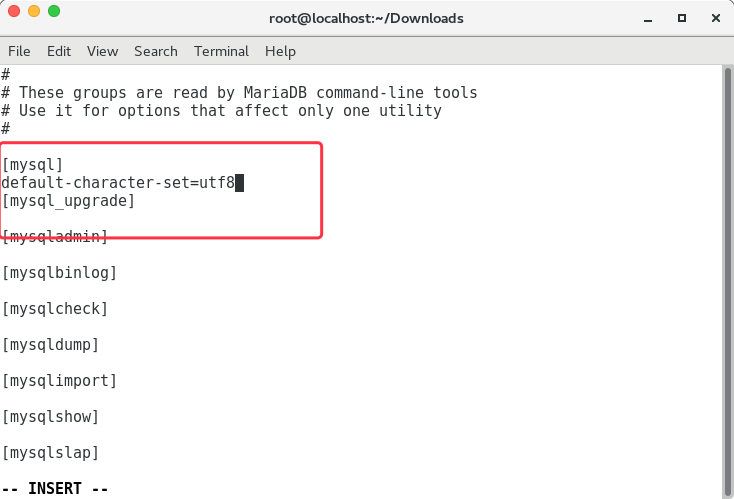 root@localhost:~/Downloads
File Edit View Search Terminal Help
#
# These groups are read by MariaDB command-line tools
# Use it for options that affect only one utility
#
[mysql]
default-character-set=utf8
[mysql_upgrade]
[mysqladmin]
[mysqlbinlog]
[mysqlcheck]
[mysqldump]
[mysqlimport]
[mysqlshow]
[mysqlslap]
-- INSERT --